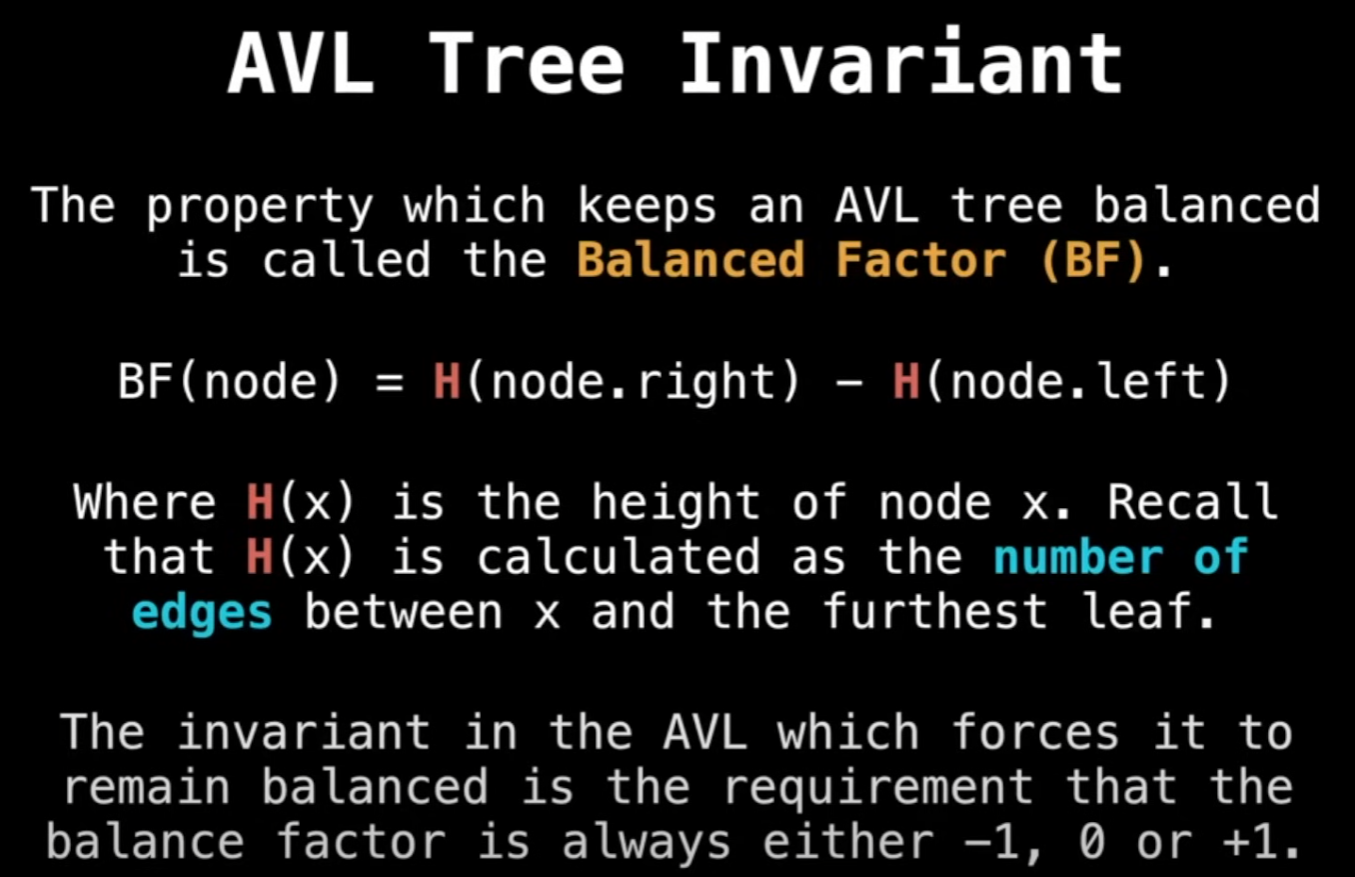 AVL Tree Invariant
The property which keeps an AVL tree balanced
is called the Balanced Factor (BF).
BF(node) = H(node.right) − H(node.left)
Where H(x) is the height of node x. Recall
that H(x) is calculated as the number of
edges between x and the furthest leaf.
The invariant in the AVL which forces it to
remain balanced is the requirement that the
balance factor is always either −1, 0 or +1.